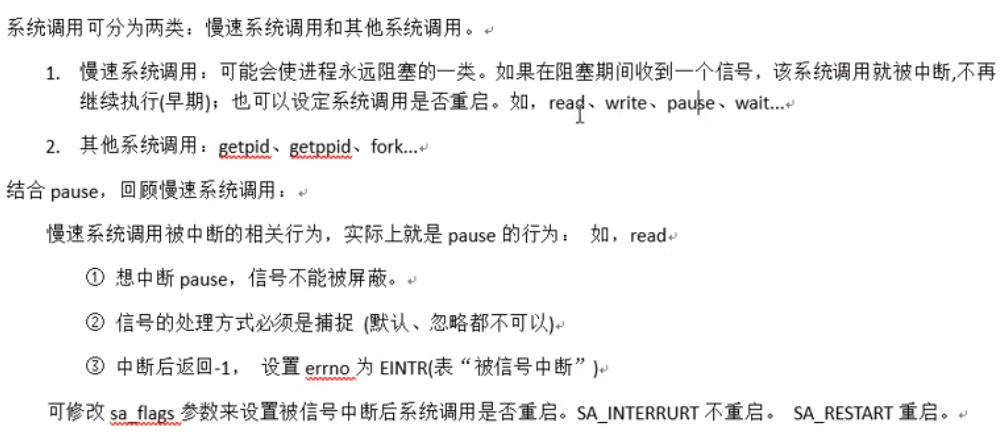 系统调用可分为两类：慢速系统调用和其他系统调用。
1. 慢速系统调用：可能会使进程永远阻塞的一类。如果在阻塞期间收到一个信号，该系统调用就被中断,不再
继续执行(早期)；也可以设定系统调用是否重启。如，read、write、pause、wait...
2. 其他系统调用：getpid、getppid、fork...
结合 pause，回顾慢速系统调用：
慢速系统调用被中断的相关行为，实际上就是 pause 的行为： 如，read
① 想中断 pause，信号不能被屏蔽。
② 信号的处理方式必须是捕捉 (默认、忽略都不可以)
③ 中断后返回-1， 设置 errno 为 EINTR(表“被信号中断”)
可修改 sa_flags 参数来设置被信号中断后系统调用是否重启。SA_INTERRURT 不重启。 SA_RESTART 重启。